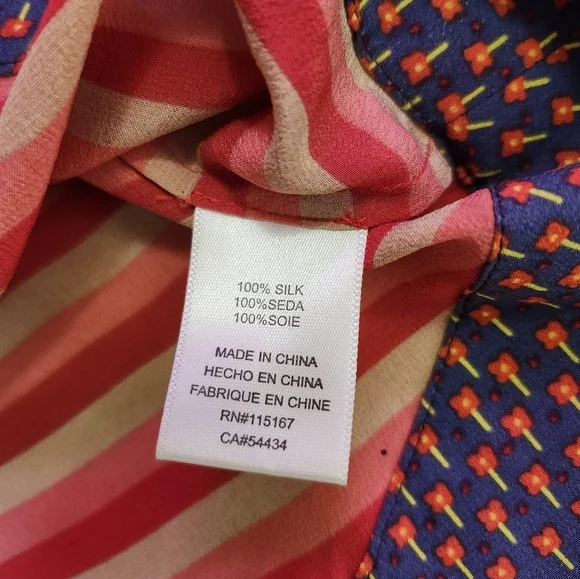 100% SILK
100%SEDA
100%SOIE
MADE IN CHINA
HECHO EN CHINA
FABRIQUE EN CHINE
RN#115167
CA#54434